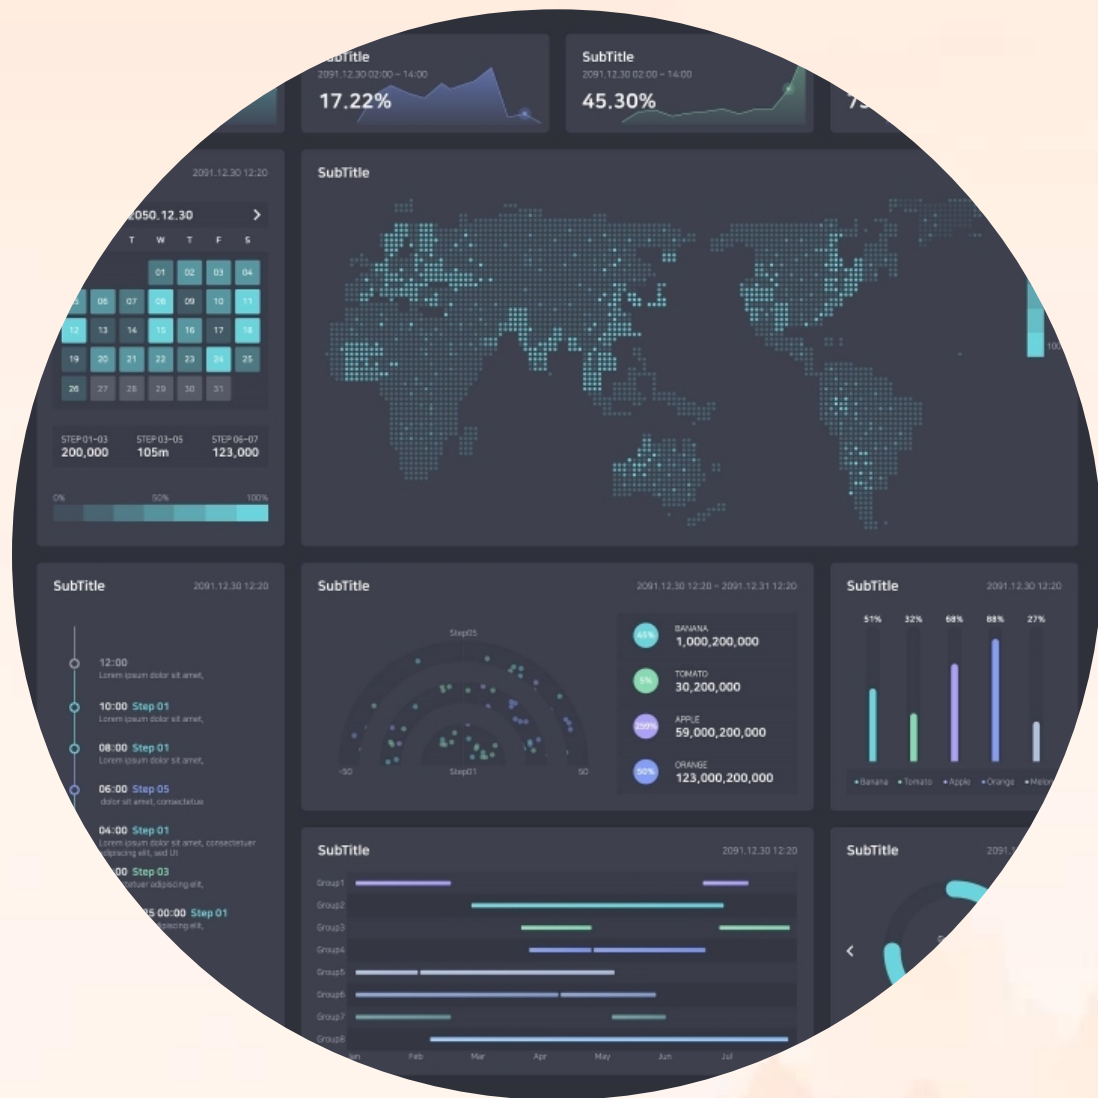 SubTitle
2091.12.30 02:00 – 14:00
17.22%
SubTitle
2091.12.30 02:00 – 14:00
45.30%
2091.12.30 12:20
2050.12.30
T W T F S
01 02 03 04
06 07 08 09 10 11
12 13 14 15 16 17 18
19 20 21 22 23 24 25
26 27 28 29 30 31
STEP 01-03 STEP 03-05 STEP 06-07
200,000 105m 123,000
0% 50% 100%
SubTitle
SubTitle 2091.12.30 12:20
12:00
Lorem ipsum dolor sit amet,
10:00 Step 01
Lorem ipsum dolor sit amet,
08:00 Step 01
Lorem ipsum dolor sit amet,
06:00 Step 05
dolor sit amet, consectetue
04:00 Step 01
Lorem ipsum dolor sit amet, consectetuer
adipiscing elit, sed Ut
Step 03
adipiscing elit,
00:00 Step 01
elit,
SubTitle 2091.12.30 12:20 – 2091.12.31 12:20
Step05
-50 Step01 50
45% BANANA
1,000,200,000
5% TOMATO
30,200,000
259% APPLE
59,000,200,000
50% ORANGE
123,000,200,000
SubTitle 2091.12.30 12:20
51% 32% 68% 88% 27%
Banana Tomato Apple Orange Melon
SubTitle 2091.12.30 12:20
Group1
Group2
Group3
Group4
Group5
Group6
Group7
Group8
Jan Feb Mar Apr May Jun Jul
SubTitle